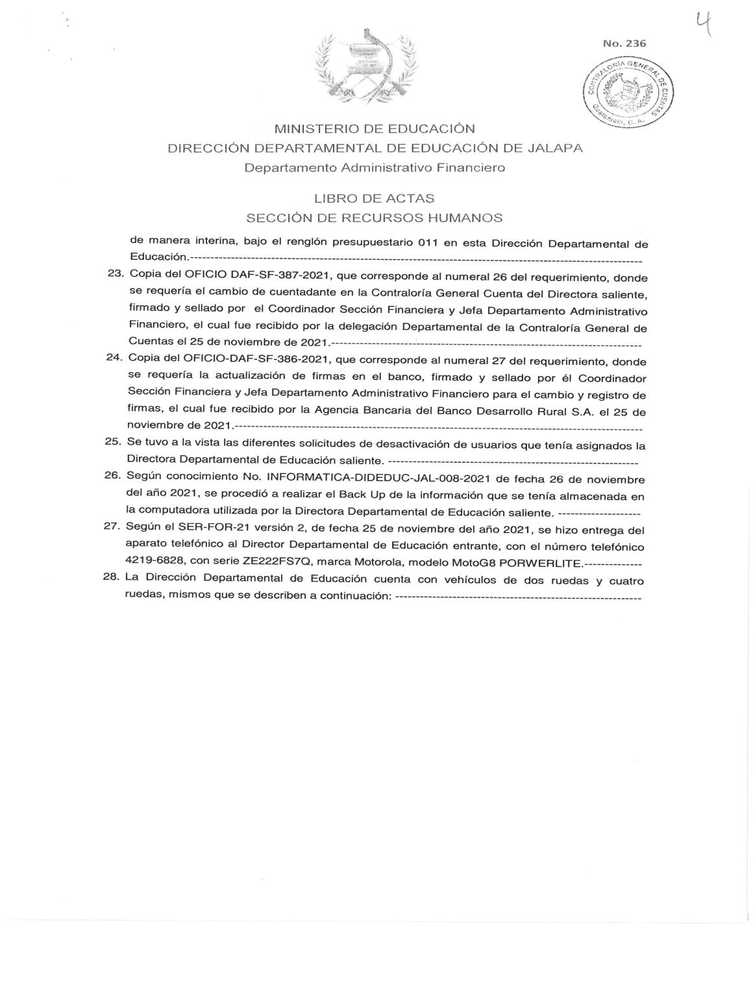 4
No. 236
CONTRALORÍA GENERAL DE CUENTAS
Guatemala, C. A.
MINISTERIO DE EDUCACIÓN
DIRECCIÓN DEPARTAMENTAL DE EDUCACIÓN DE JALAPA
Departamento Administrativo Financiero
LIBRO DE ACTAS
SECCIÓN DE RECURSOS HUMANOS
de manera interina, bajo el renglón presupuestario 011 en esta Dirección Departamental de
Educación.----------------------------------------------------------------------------------------------------------------
23. Copia del OFICIO DAF-SF-387-2021, que corresponde al numeral 26 del requerimiento, donde
se requería el cambio de cuentadante en la Contraloría General Cuenta del Directora saliente,
firmado y sellado por el Coordinador Sección Financiera y Jefa Departamento Administrativo
Financiero, el cual fue recibido por la delegación Departamental de la Contraloría General de
Cuentas el 25 de noviembre de 2021.-----------------------------------------------------------------------------
24. Copia del OFICIO-DAF-SF-386-2021, que corresponde al numeral 27 del requerimiento, donde
se requería la actualización de firmas en el banco, firmado y sellado por él Coordinador
Sección Financiera y Jefa Departamento Administrativo Financiero para el cambio y registro de
firmas, el cual fue recibido por la Agencia Bancaria del Banco Desarrollo Rural S.A. el 25 de
noviembre de 2021.-----------------------------------------------------------------------------------------------------
25. Se tuvo a la vista las diferentes solicitudes de desactivación de usuarios que tenía asignados la
Directora Departamental de Educación saliente. --------------------------------------------------------------
26. Según conocimiento No. INFORMATICA-DIDEDUC-JAL-008-2021 de fecha 26 de noviembre
del año 2021, se procedió a realizar el Back Up de la información que se tenía almacenada en
la computadora utilizada por la Directora Departamental de Educación saliente. --------------------
27. Según el SER-FOR-21 versión 2, de fecha 25 de noviembre del año 2021, se hizo entrega del
aparato telefónico al Director Departamental de Educación entrante, con el número telefónico
4219-6828, con serie ZE222FS7Q, marca Motorola, modelo MotoG8 PORWERLITE.--------------
28. La Dirección Departamental de Educación cuenta con vehículos de dos ruedas y cuatro
ruedas, mismos que se describen a continuación: -------------------------------------------------------------